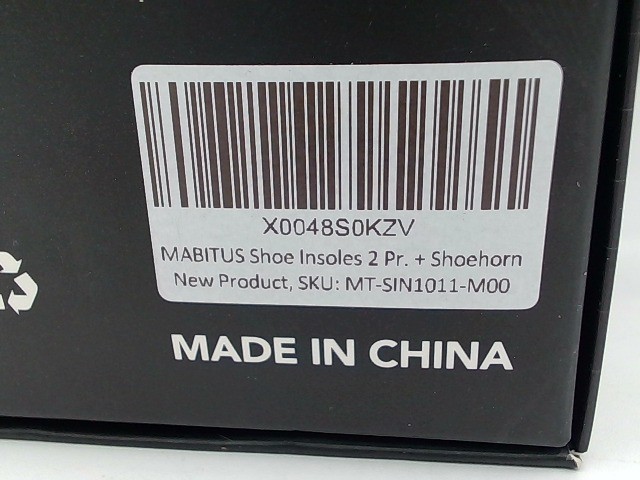 X0048S0KZV
MABITUS Shoe Insoles 2 Pr. + Shoehorn
New Product, SKU: MT-SIN1011-M00
MADE IN CHINA